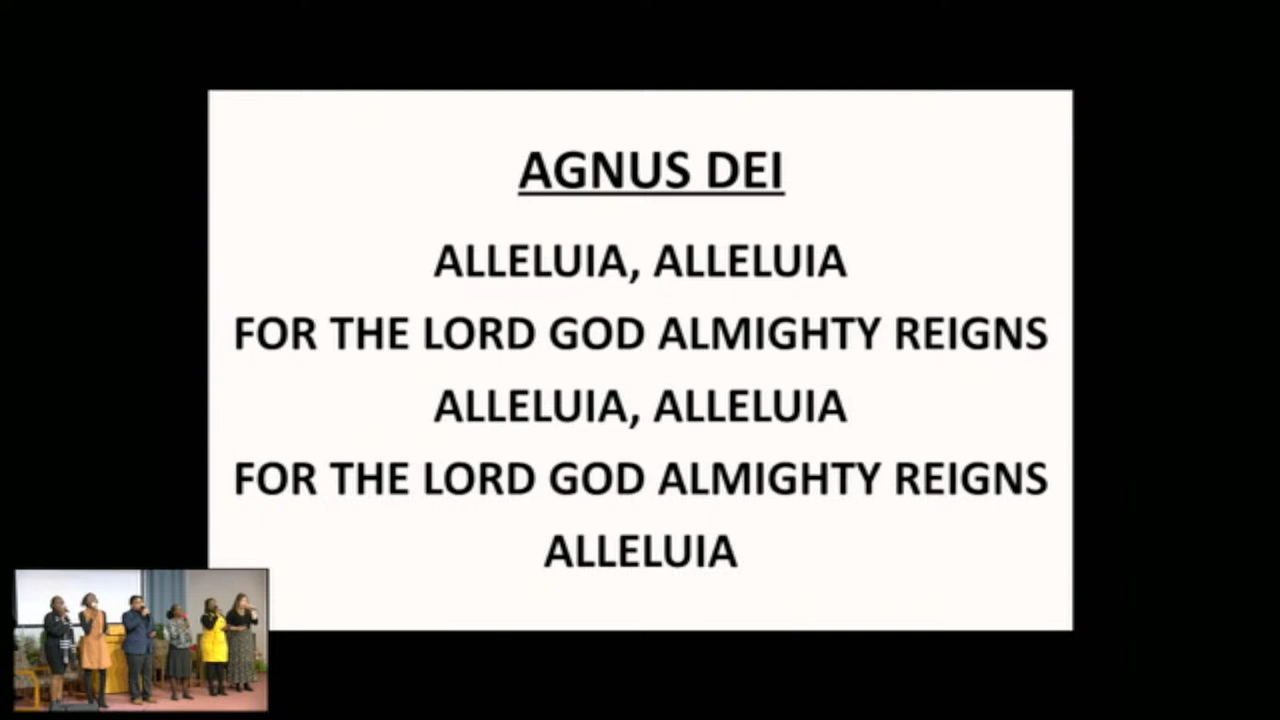 AGNUS DEI
ALLELUIA, ALLELUIA
FOR THE LORD GOD ALMIGHTY REIGNS
ALLELUIA, ALLELUIA
FOR THE LORD GOD ALMIGHTY REIGNS
ALLELUIA